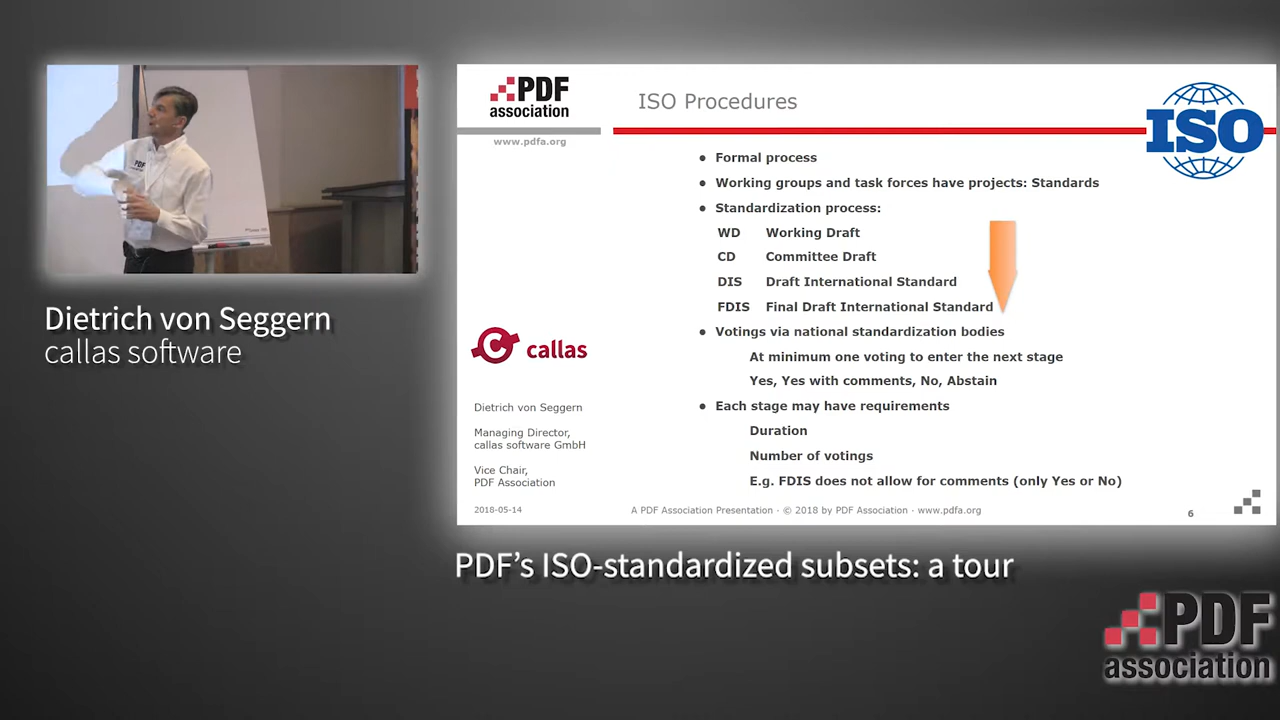 PDF
Dietrich von Seggern
callas software
PDF
association
www.pdfa.org
ISO Procedures
ISO
● Formal process
● Working groups and task forces have projects: Standards
● Standardization process:
WD Working Draft
CD Committee Draft
DIS Draft International Standard
FDIS Final Draft International Standard
● Votings via national standardization bodies
At minimum one voting to enter the next stage
Yes, Yes with comments, No, Abstain
● Each stage may have requirements
Duration
Number of votings
E.g. FDIS does not allow for comments (only Yes or No)
callas
Dietrich von Seggern
Managing Director,
callas software GmbH
Vice Chair,
PDF Association
2018-05-14
A PDF Association Presentation · © 2018 by PDF Association · www.pdfa.org
6
PDF’s ISO-standardized subsets: a tour
PDF
association